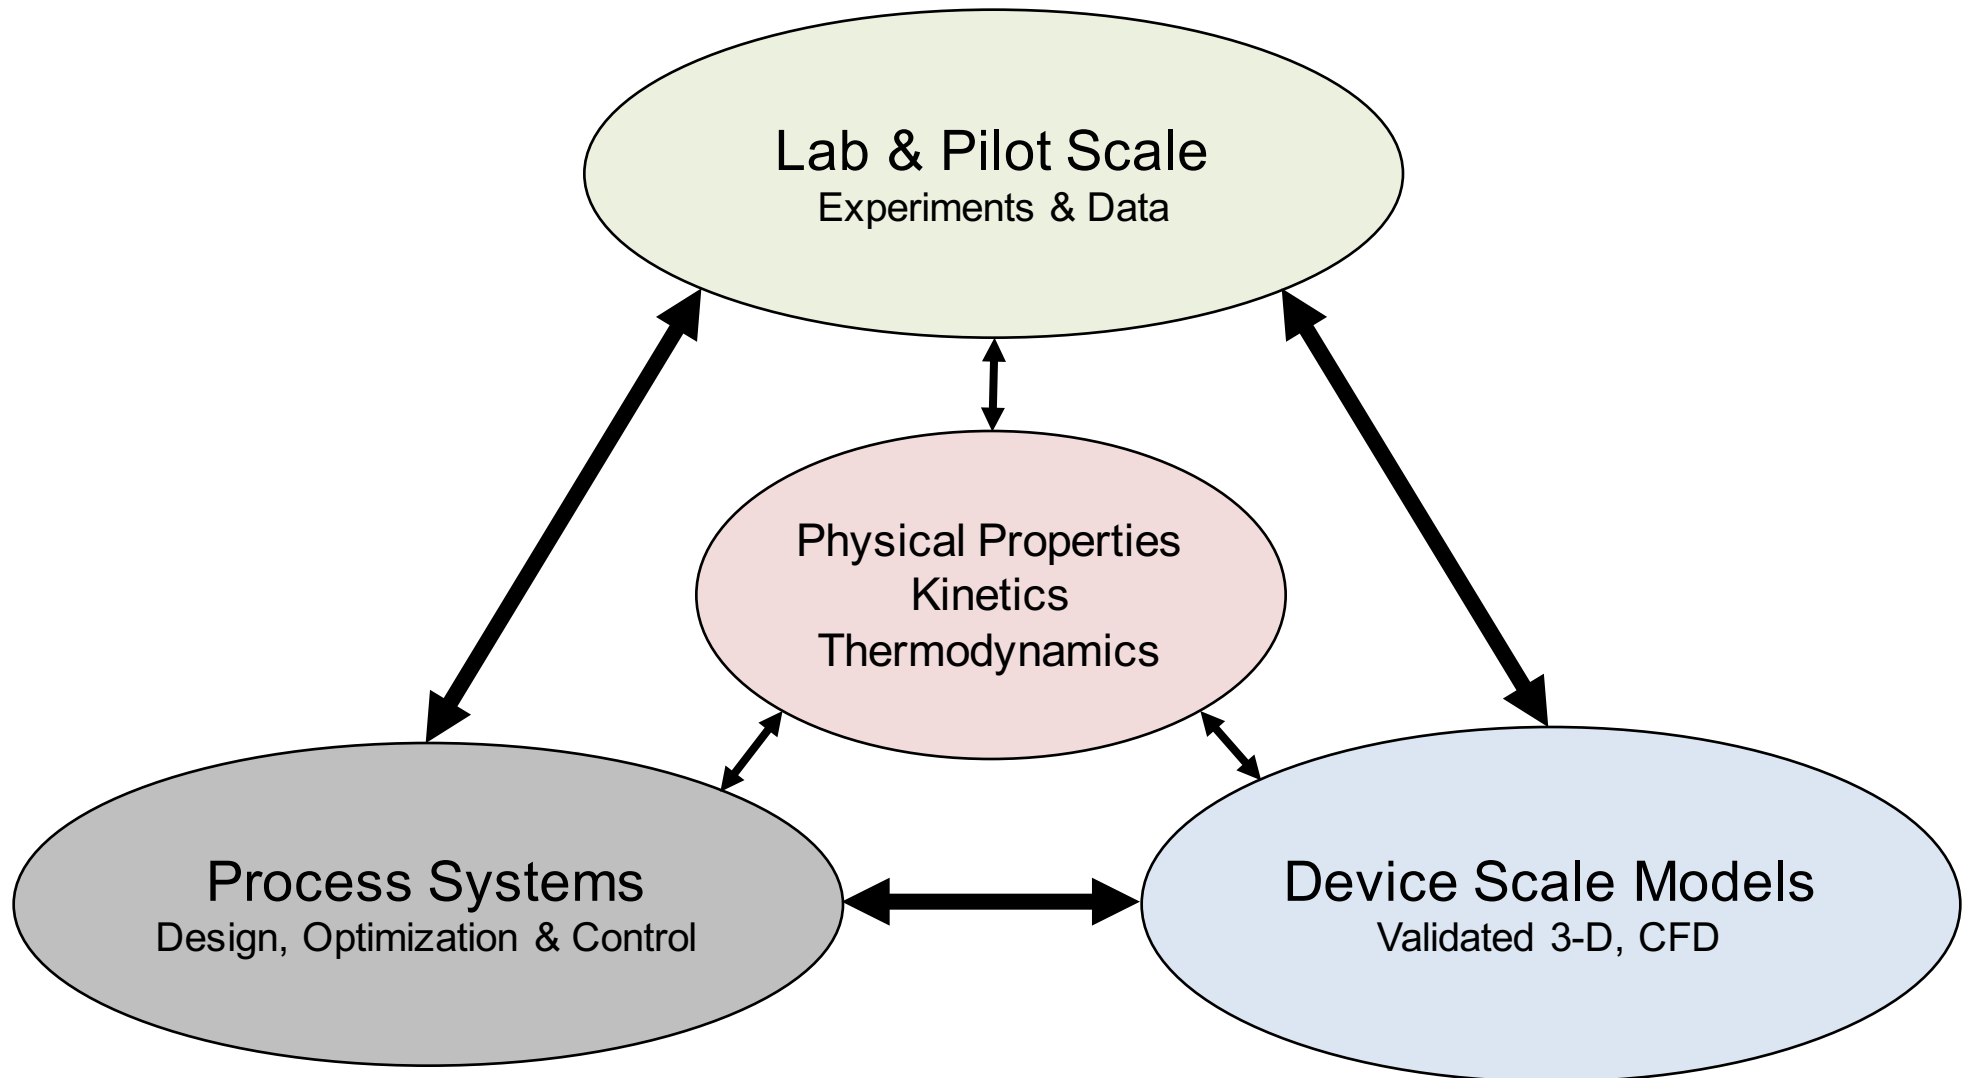 Lab & Pilot Scale
Experiments & Data
Physical Properties
Kinetics
Thermodynamics
Process Systems
Design, Optimization & Control
Device Scale Models
Validated 3-D, CFD